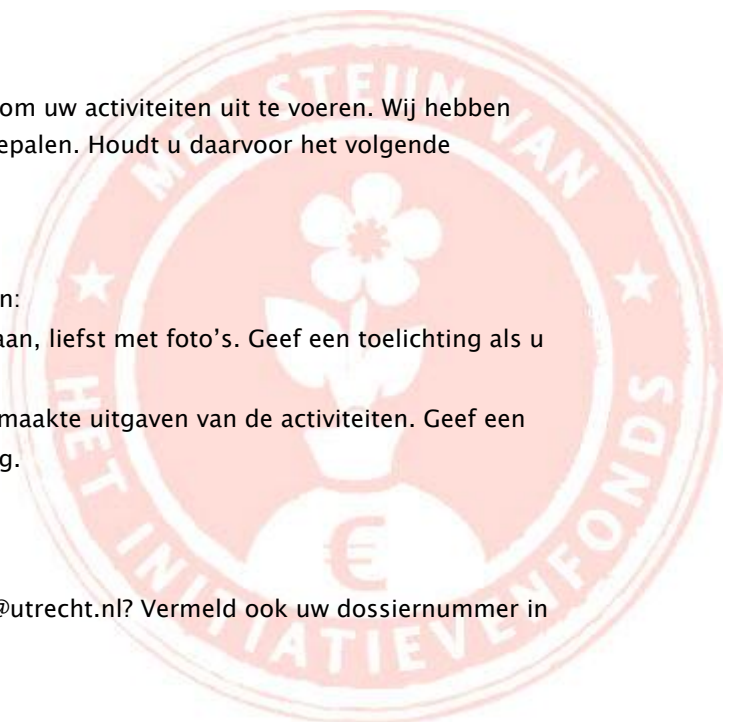 om uw activiteiten uit te voeren. Wij hebben
epalen. Houdt u daarvoor het volgende
n:
aan, liefst met foto's. Geef een toelichting als u
maakte uitgaven van de activiteiten. Geef een
g.
@utrecht.nl? Vermeld ook uw dossiernummer in
MET STEUN VAN
HET INITIATIEVENFONDS
€